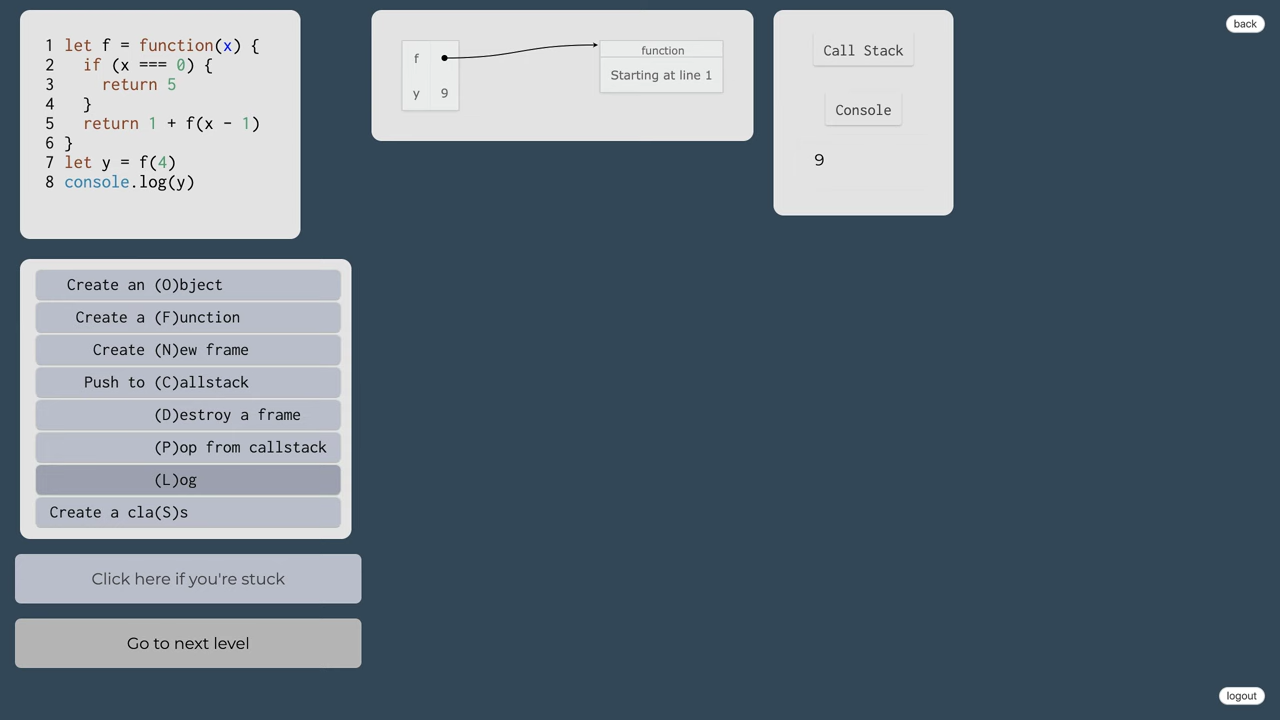 1 let f = function(x) {
2   if (x === 0) {
3     return 5
4   }
5   return 1 + f(x - 1)
6 }
7 let y = f(4)
8 console.log(y)
Create an (O)bject
Create a (F)unction
Create (N)ew frame
Push to (C)allstack
(D)estroy a frame
(P)op from callstack
(L)og
Create a cla(S)s
Click here if you're stuck
Go to next level
f
y 9
function
Starting at line 1
Call Stack
Console
9
back
logout